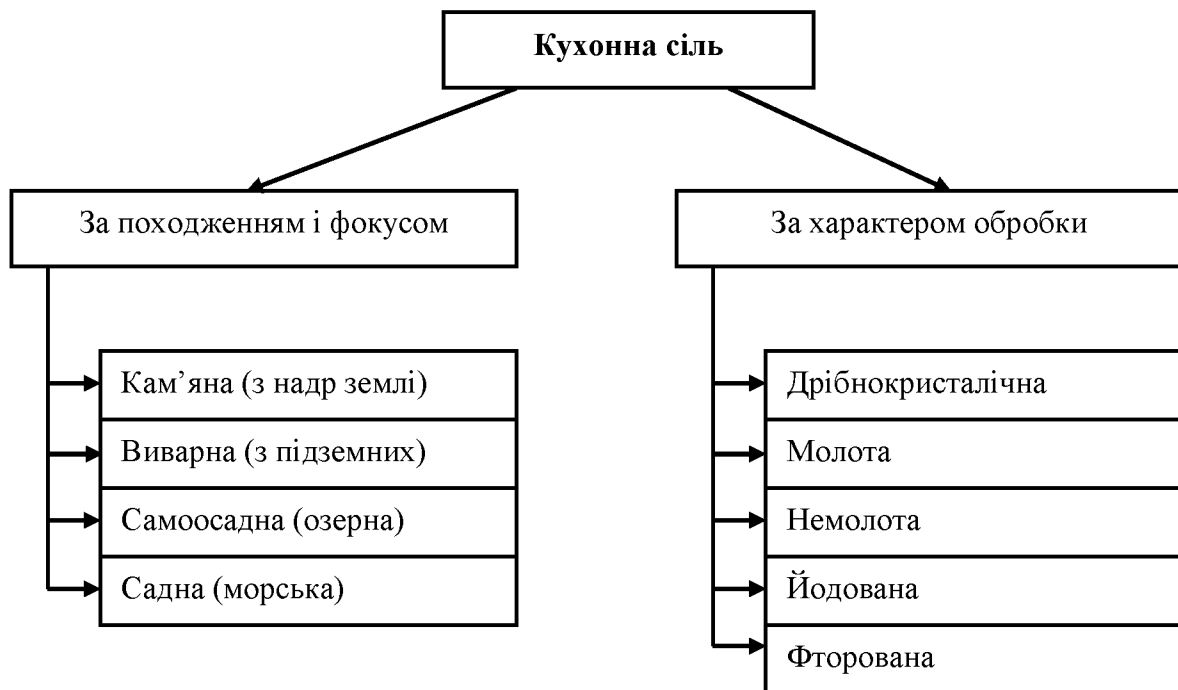 Кухонна сіль
За походженням і фокусом
За характером обробки
Кам’яна (з надр землі)
Виварна (з підземних)
Самоосадна (озерна)
Садна (морська)
Дрібнокристалічна
Молота
Немолота
Йодована
Фторована